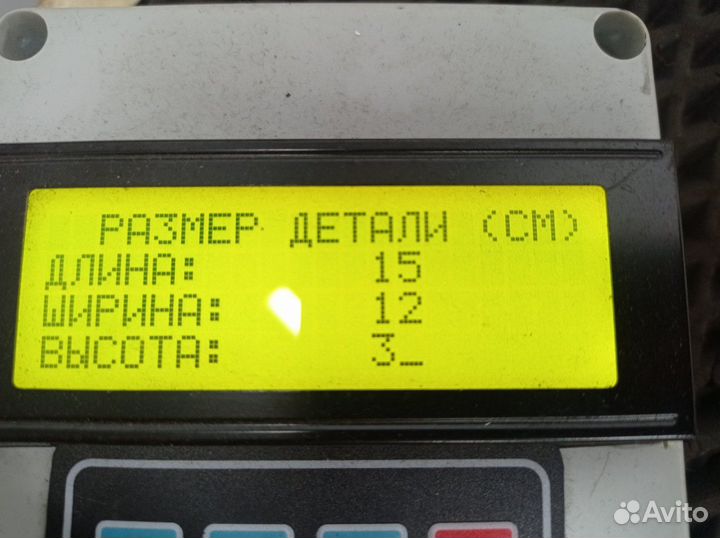 РАЗМЕР ДЕТАЛИ (СМ)
ДЛИНА: 15
ШИРИНА: 12
ВЫСОТА: 3_
Avito